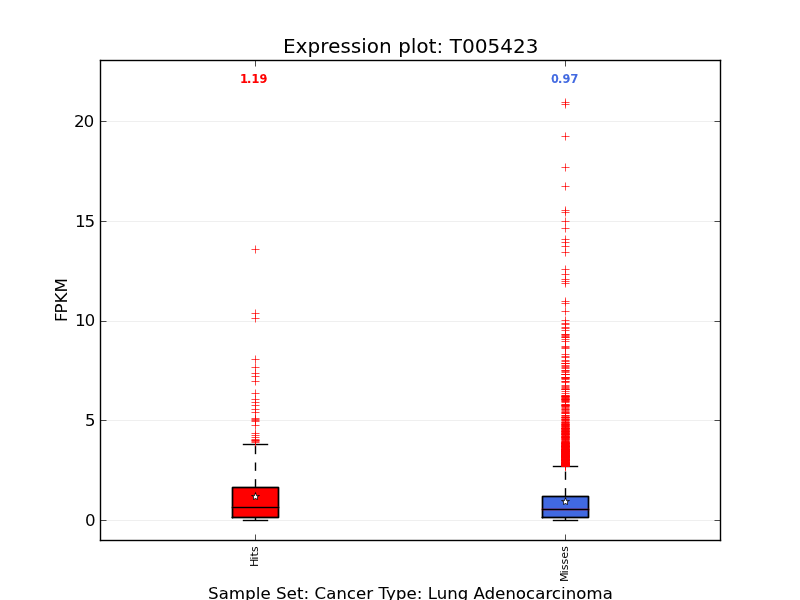 Expression plot: T005423
1.19 0.97
20
15
10
5
0
FPKM
Hits Misses
Sample Set: Cancer Type: Lung Adenocarcinoma